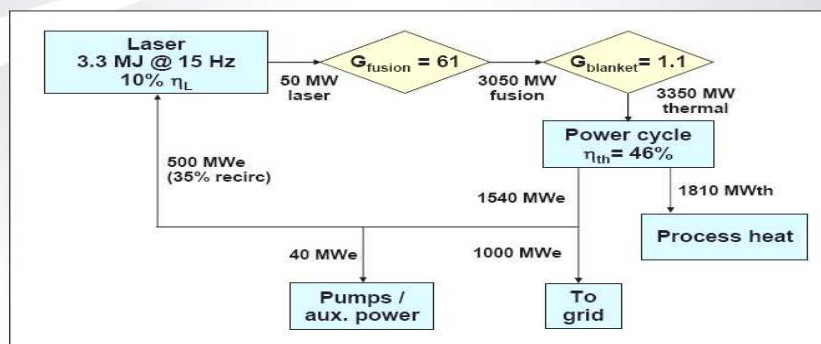 Laser
3.3 MJ @ 15 Hz
10% ηL
50 MW
laser
Gfusion = 61
3050 MW
fusion
Gblanket = 1.1
3350 MW
thermal
Power cycle
ηth= 46%
500 MWe
(35% recirc)
1540 MWe
1810 MWth
Process heat
40 MWe
1000 MWe
Pumps /
aux. power
To
grid